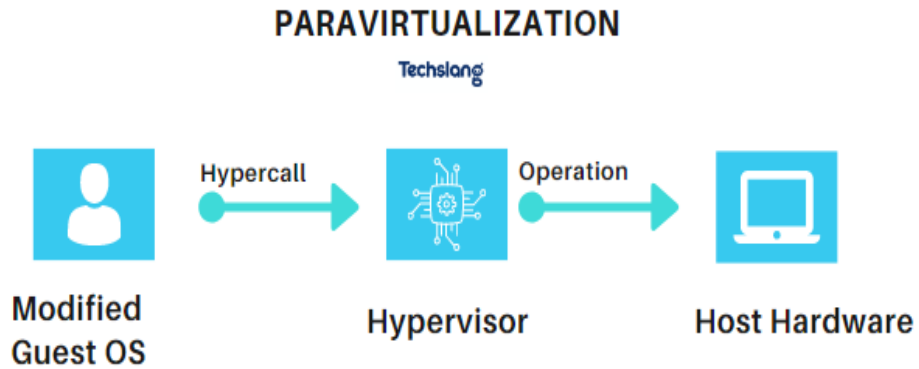 PARAVIRTUALIZATION
Techslang
Hypercall
Operation
Modified
Guest OS
Hypervisor
Host Hardware